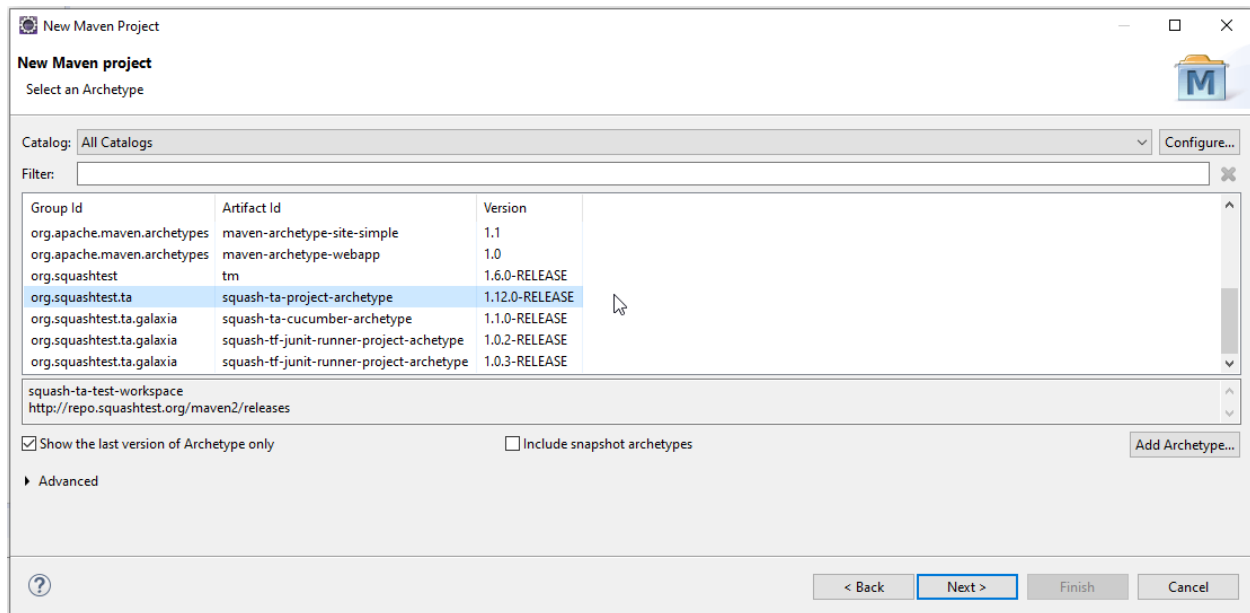 New Maven Project
New Maven project
Select an Archetype
M
Catalog: All Catalogs Configure...
Filter:
Group Id Artifact Id Version
org.apache.maven.archetypes maven-archetype-site-simple 1.1
org.apache.maven.archetypes maven-archetype-webapp 1.0
org.squashtest tm 1.6.0-RELEASE
org.squashtest.ta squash-ta-project-archetype 1.12.0-RELEASE
org.squashtest.ta.galaxia squash-ta-cucumber-archetype 1.1.0-RELEASE
org.squashtest.ta.galaxia squash-tf-junit-runner-project-achetype 1.0.2-RELEASE
org.squashtest.ta.galaxia squash-tf-junit-runner-project-archetype 1.0.3-RELEASE
squash-ta-test-workspace
http://repo.squashtest.org/maven2/releases
Show the last version of Archetype only Include snapshot archetypes Add Archetype...
Advanced
? < Back Next > Finish Cancel